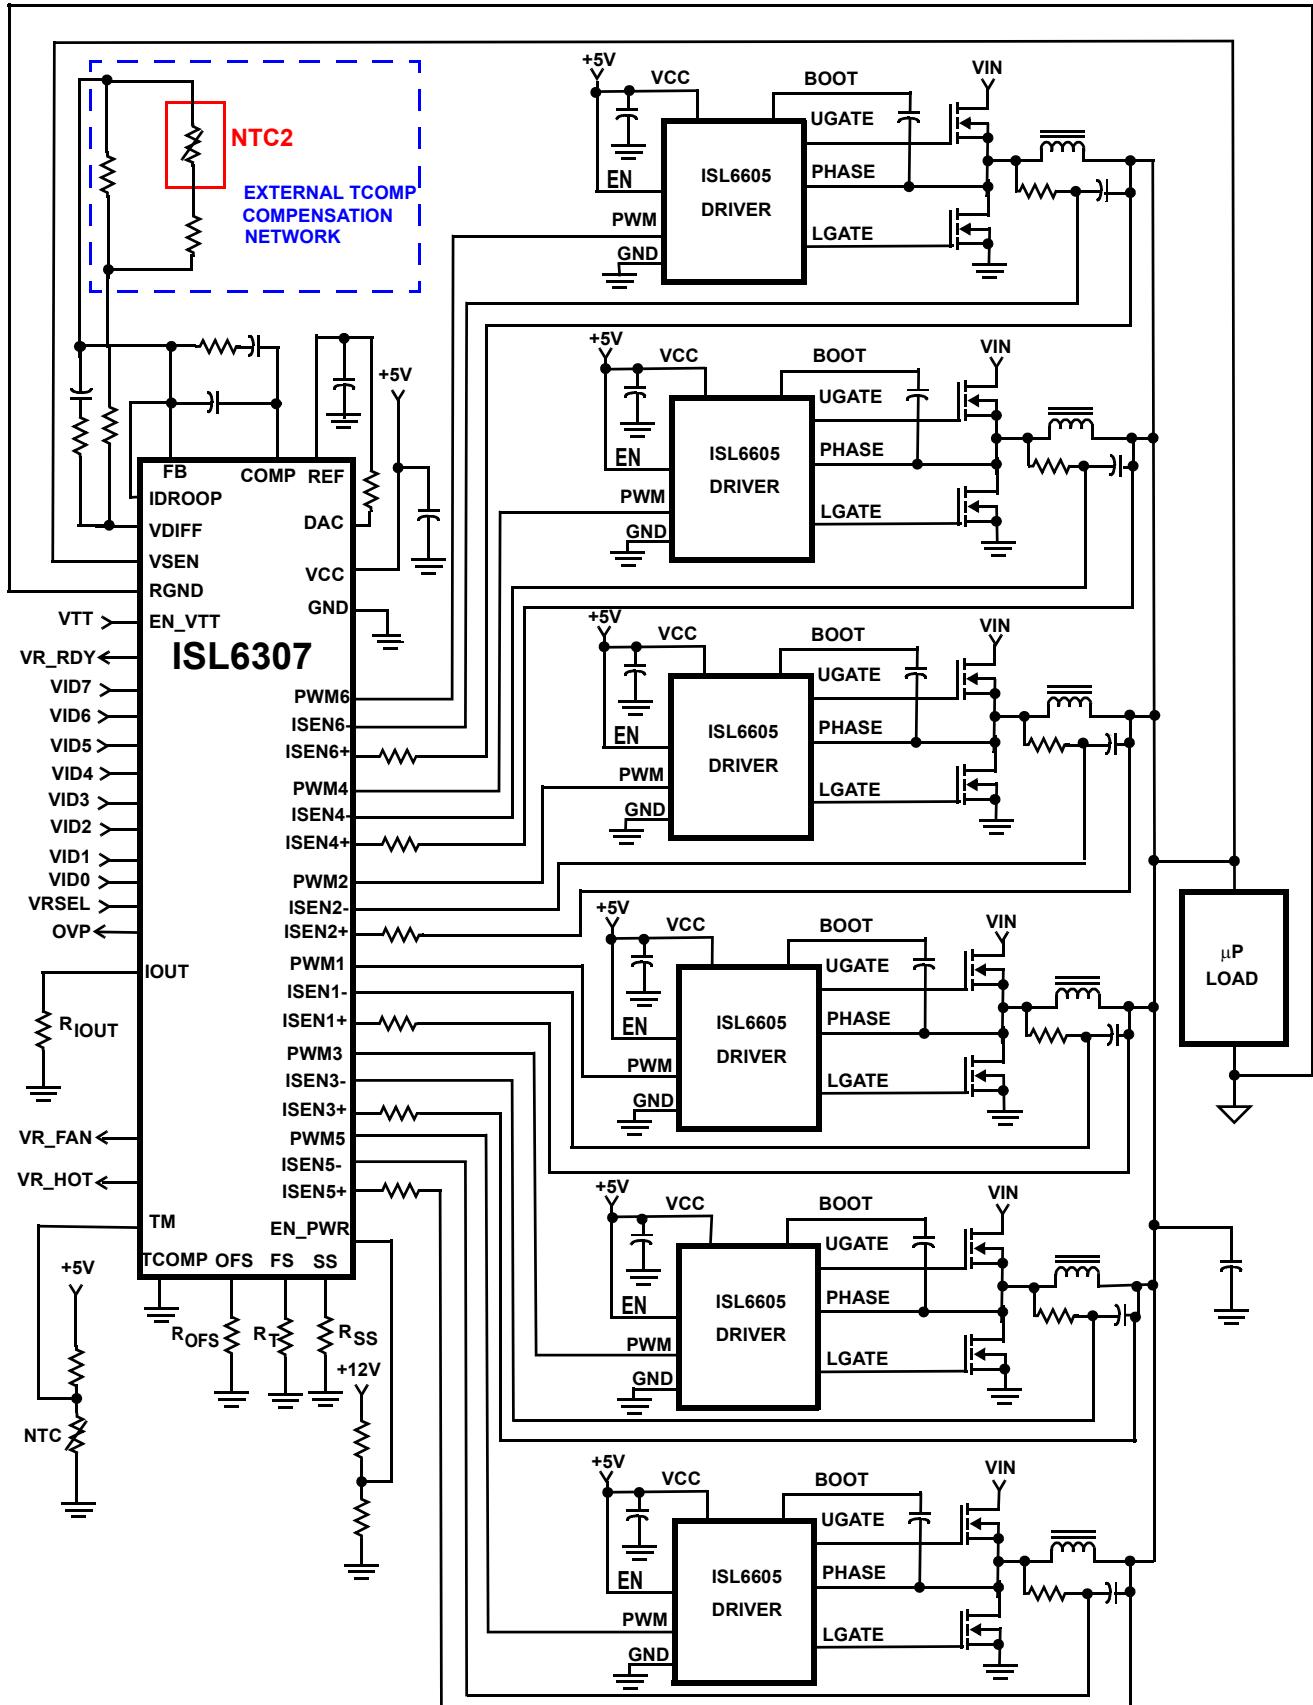 NTC2
EXTERNAL TCOMP
COMPENSATION
NETWORK
+5V
FB
COMP
REF
IDROOP
VDIFF
DAC
VSEN
VCC
RGND
GND
VTT
EN_VTT
ISL6307
VR_RDY
VID7
VID6
VID5
VID4
VID3
VID2
VID1
VID0
VRSEL
OVP
IOUT
RIOUT
VR_FAN
VR_HOT
TM
PWM6
ISEN6-
ISEN6+
PWM4
ISEN4-
ISEN4+
PWM2
ISEN2-
ISEN2+
PWM1
ISEN1-
ISEN1+
PWM3
ISEN3-
ISEN3+
PWM5
ISEN5-
ISEN5+
EN_PWR
TCOMP
OFS
FS
SS
+5V
ROFS
RT
RSS
+12V
NTC
+5V
VCC
BOOT
VIN
UGATE
EN
ISL6605
DRIVER
PHASE
PWM
LGATE
GND
+5V
VCC
BOOT
VIN
UGATE
EN
ISL6605
DRIVER
PHASE
PWM
LGATE
GND
+5V
VCC
BOOT
VIN
UGATE
EN
ISL6605
DRIVER
PHASE
PWM
LGATE
GND
+5V
VCC
BOOT
VIN
UGATE
EN
ISL6605
DRIVER
PHASE
PWM
LGATE
GND
+5V
VCC
BOOT
VIN
UGATE
EN
ISL6605
DRIVER
PHASE
PWM
LGATE
GND
+5V
VCC
BOOT
VIN
UGATE
EN
ISL6605
DRIVER
PHASE
PWM
LGATE
GND
µP
LOAD